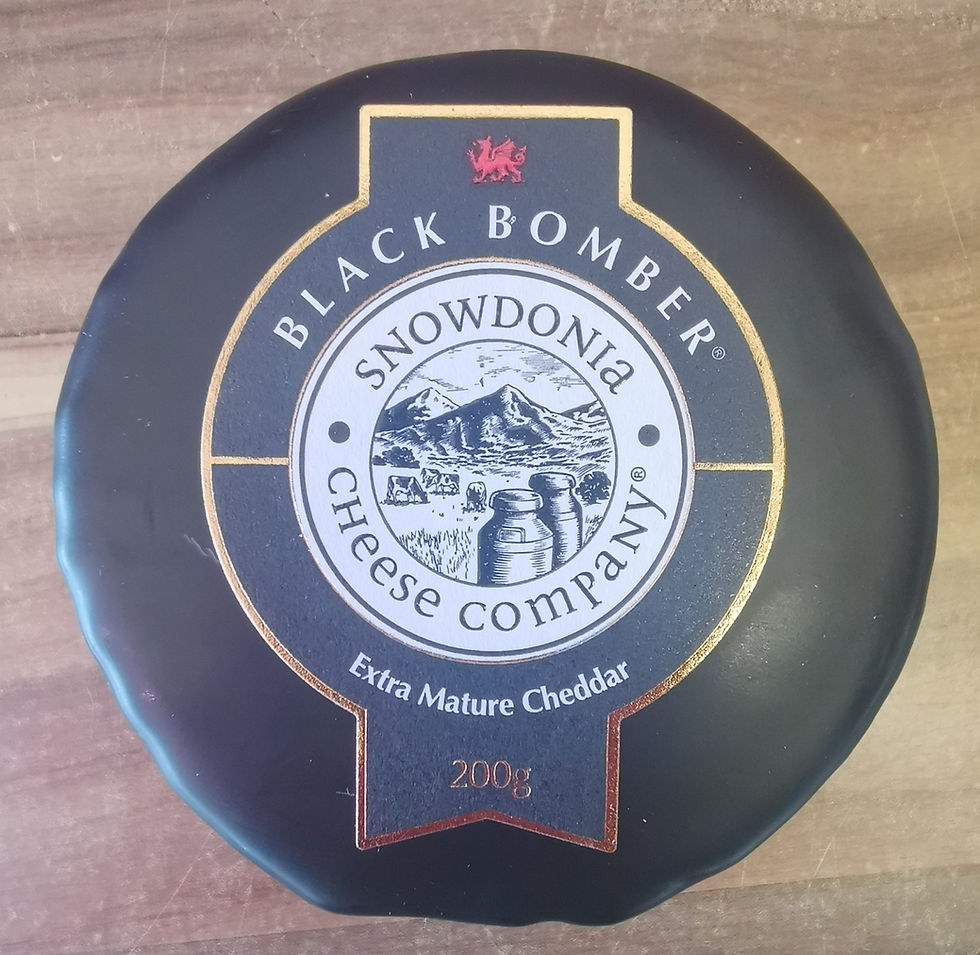 BLACK BOMBER®
SNOWDONIa
CHeese company®
Extra Mature Cheddar
200g